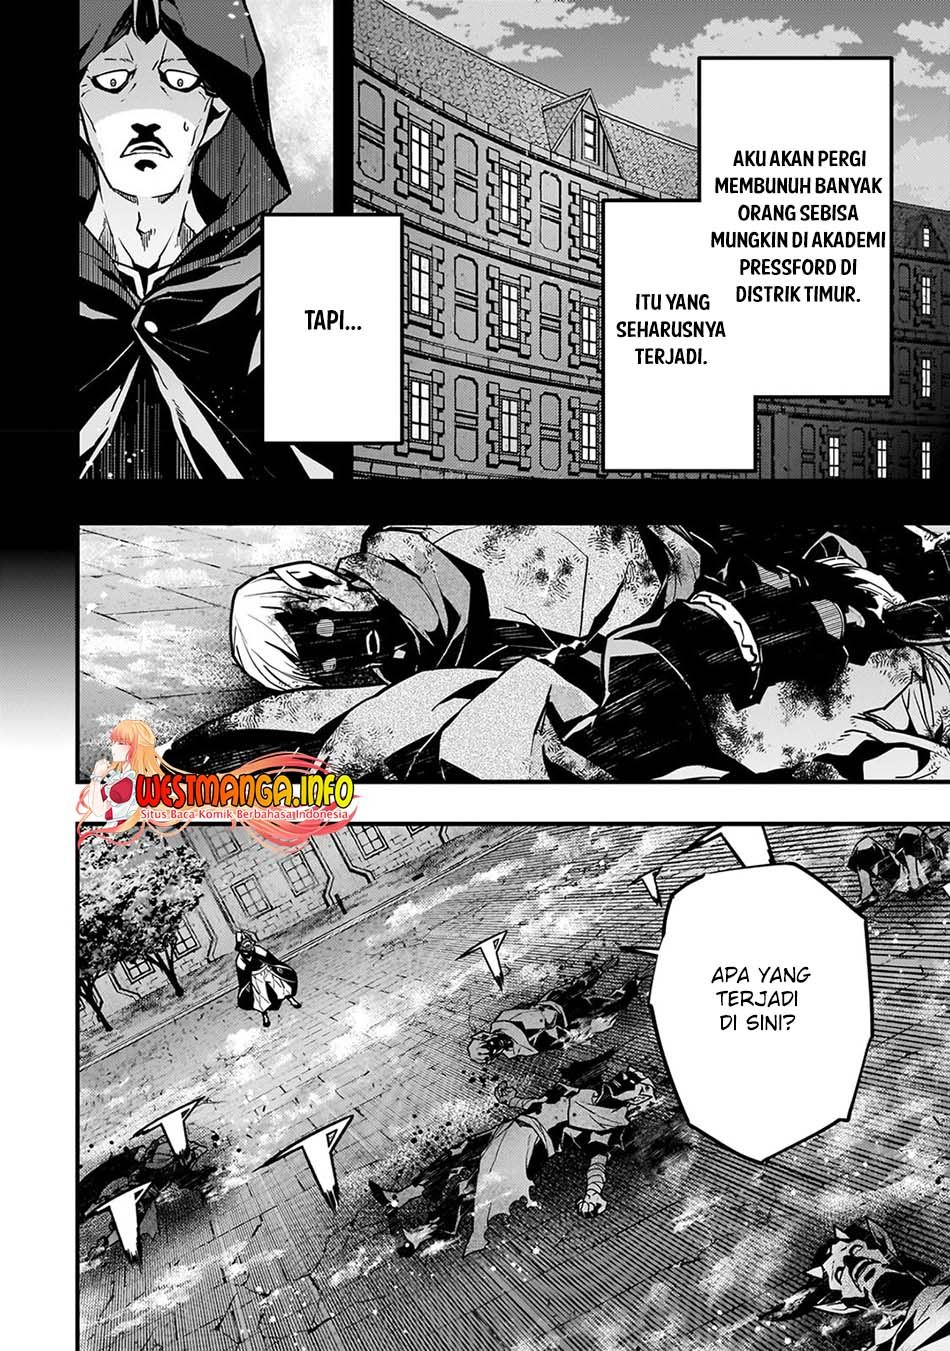 AKU AKAN PERGI
MEMBUNUH BANYAK
ORANG SEBISA
MUNGKIN DI AKADEMI
PRESSFORD DI
DISTRIK TIMUR.
ITU YANG
SEHARUSNYA
TERJADI.
TAPI...
WESTMANGA.INFO
Situs Baca Komik Berbahasa Indonesia
APA YANG
TERJADI
DI SINI?